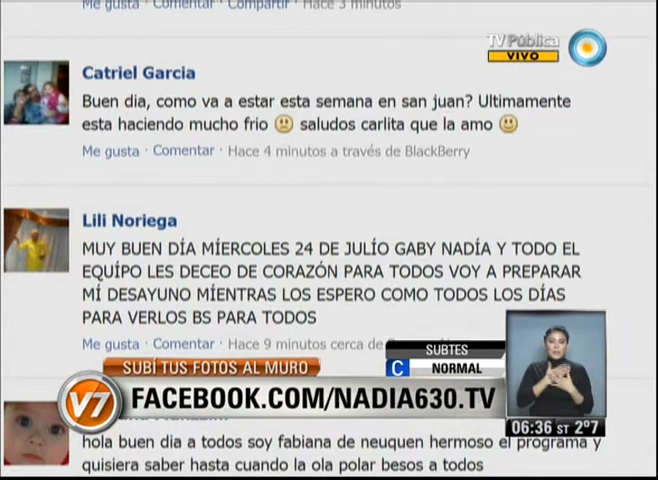 Me gusta · Comentar · Compartir · Hace 3 minutos
TV Pública
VIVO
Catriel Garcia
Buen dia, como va a estar esta semana en san juan? Ultimamente
esta haciendo mucho frio saludos carlita que la amo
Me gusta · Comentar · Hace 4 minutos a través de BlackBerry
Lili Noriega
MUY BUEN DÍA MÍERCOLES 24 DE JULÍO GABY NADÍA Y TODO EL
EQUÍPO LES DECEO DE CORAZÓN PARA TODOS VOY A PREPARAR
MÍ DESAYUNO MÍENTRAS LOS ESPERO COMO TODOS LOS DÍAS
PARA VERLOS BS PARA TODOS
Me gusta · Comentar · Hace 9 minutos cerca de
SUBTES
SUBÍ TUS FOTOS AL MURO
C NORMAL
V7
FACEBOOK.COM/NADIA630.TV
06:36 ST 2º7
hola buen dia a todos soy fabiana de neuquen hermoso el programa y
quisiera saber hasta cuando la ola polar besos a todos